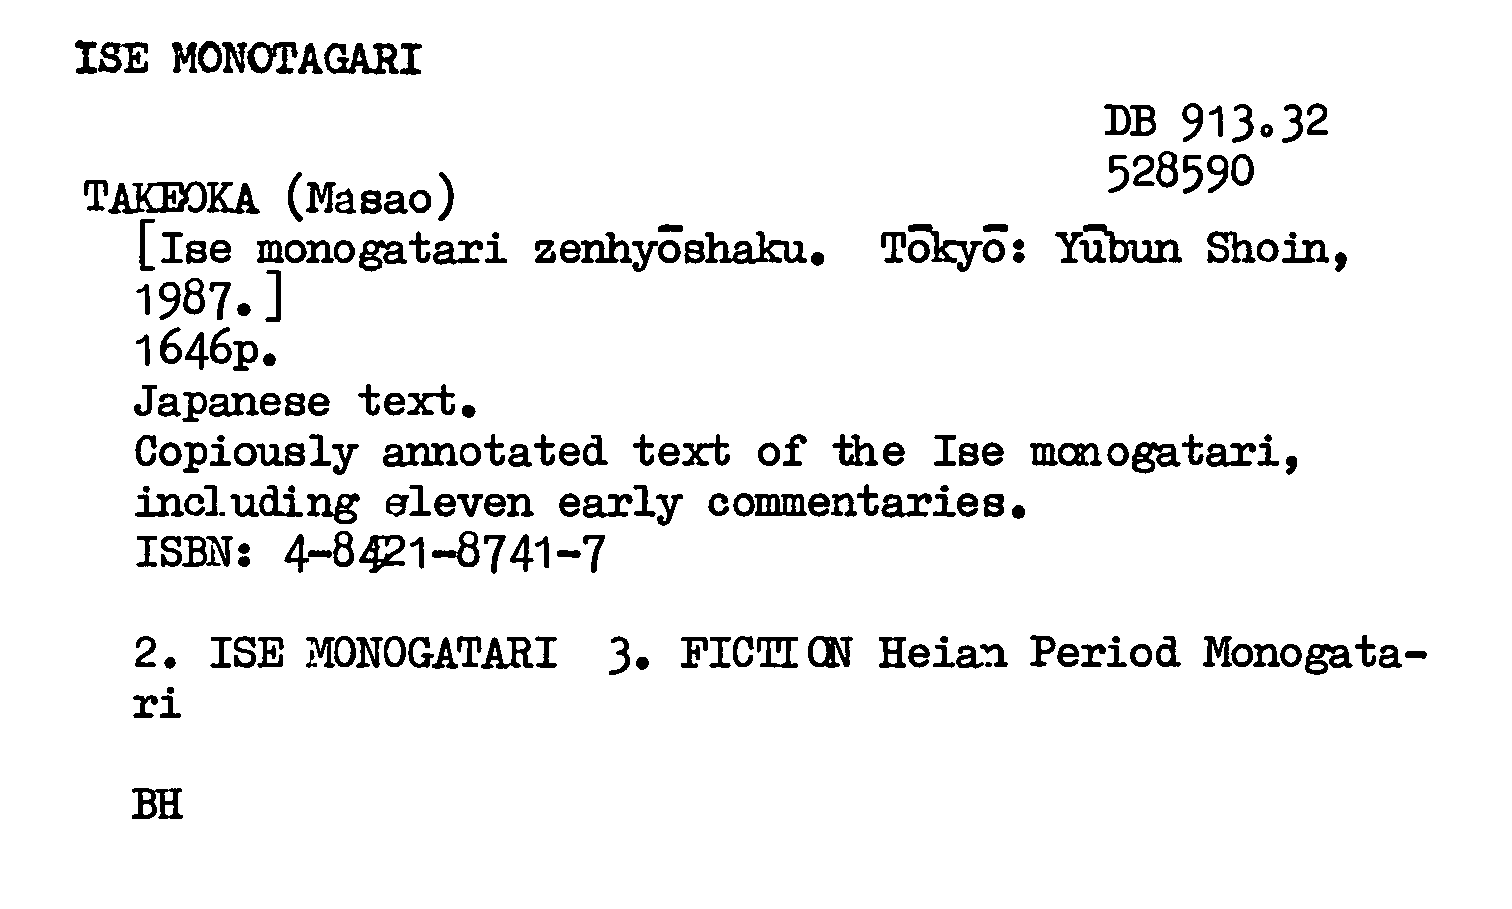 ISE MONOTAGARI
DB 913.32
528590
TAKEOKA (Masao)
[Ise monogatari zenhyōshaku. Tōkyō: Yūbun Shoin,
1987.]
1646p.
Japanese text.
Copiously annotated text of the Ise monogatari,
including eleven early commentaries.
ISBN: 4-8421-8741-7
2. ISE MONOGATARI 3. FICTION Heian Period Monogata-
ri
BH